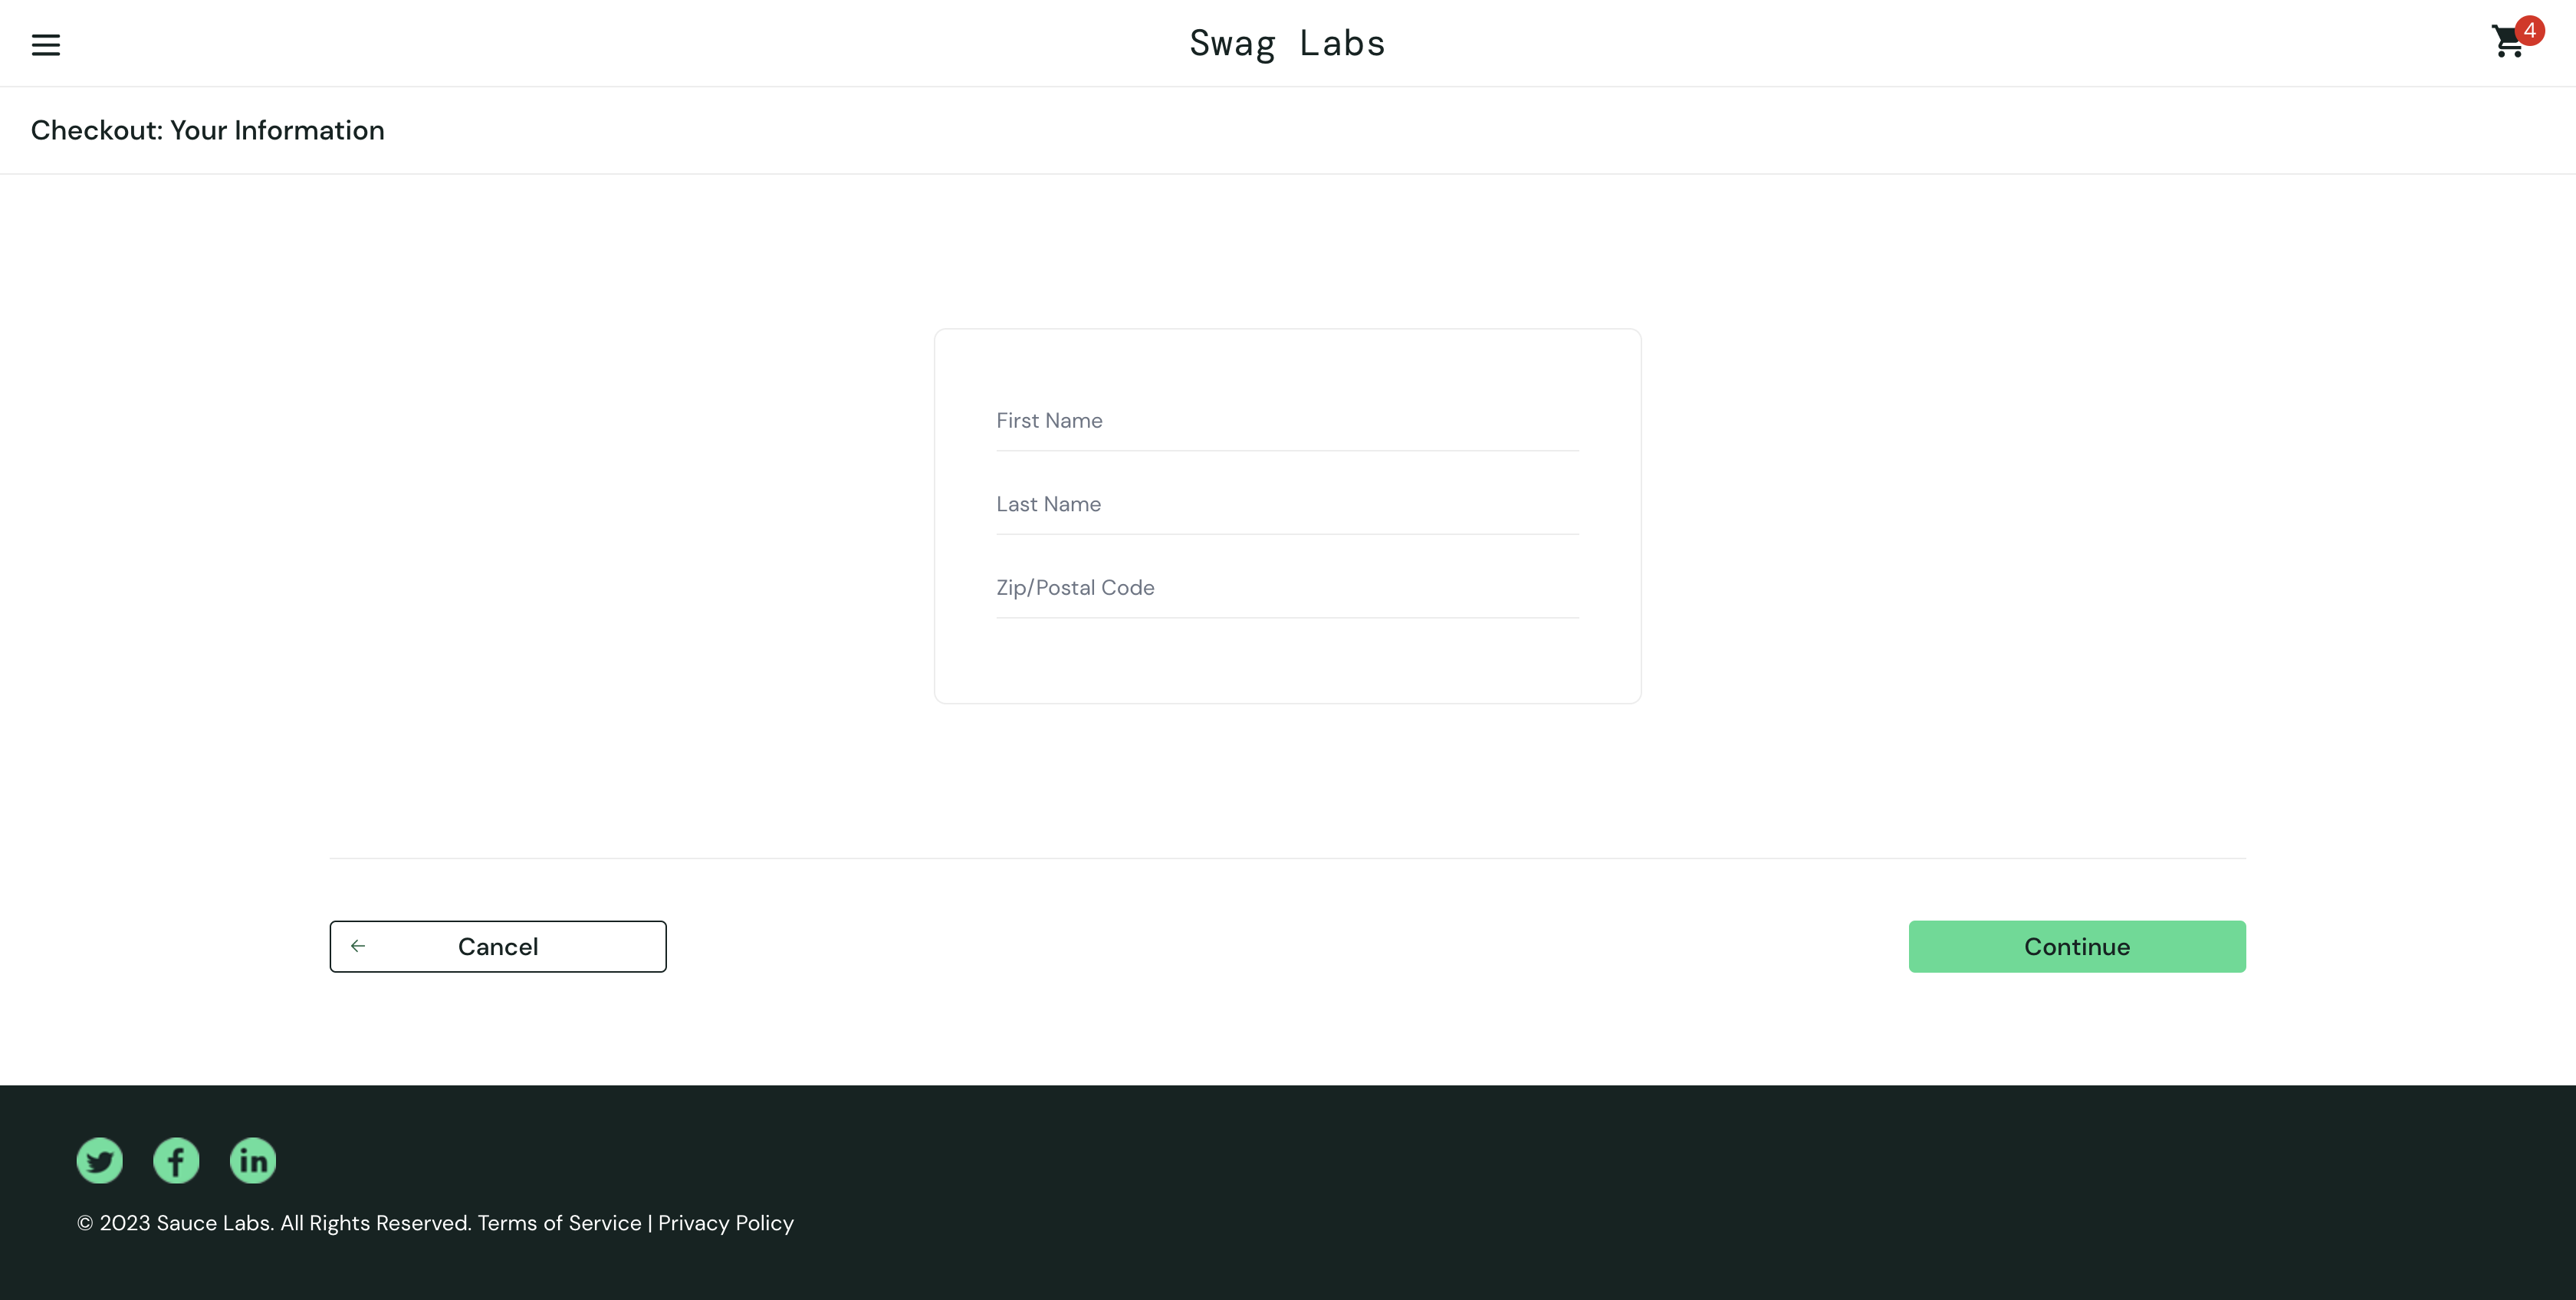 Swag Labs
4
Checkout: Your Information
First Name
Last Name
Zip/Postal Code
Cancel
Continue
© 2023 Sauce Labs. All Rights Reserved. Terms of Service | Privacy Policy